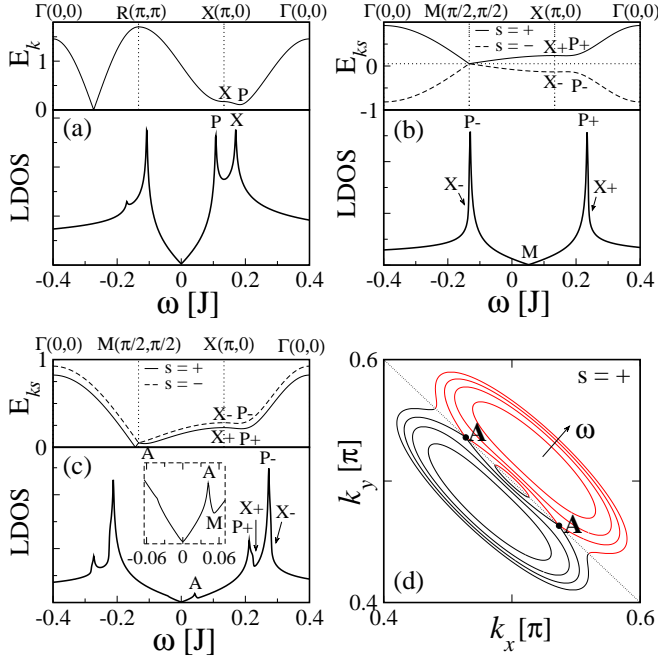 Γ(0,0) R(π,π) X(π,0) Γ(0,0)
E_k
1
0
X P
(a)
P X
LDOS
-0.4 -0.2 0 0.2 0.4
ω [J]
M(π/2,π/2) X(π,0) Γ(0,0)
E_ks
s = +
s = −
0
-1
X+ P+
X- P-
(b)
P- P+
X- X+
M
LDOS
-0.4 -0.2 0 0.2 0.4
ω [J]
Γ(0,0) M(π/2,π/2) X(π,0) Γ(0,0)
E_ks
1
0
s = +
s = −
X- P-
A X+ P+
(c)
P-
A
M
-0.06 0 0.06
X+ X-
P+
A
LDOS
-0.4 -0.2 0 0.2 0.4
ω [J]
0.6
s = +
A
ω
k_y [π]
A
(d)
0.4
0.4 0.6
k_x [π]